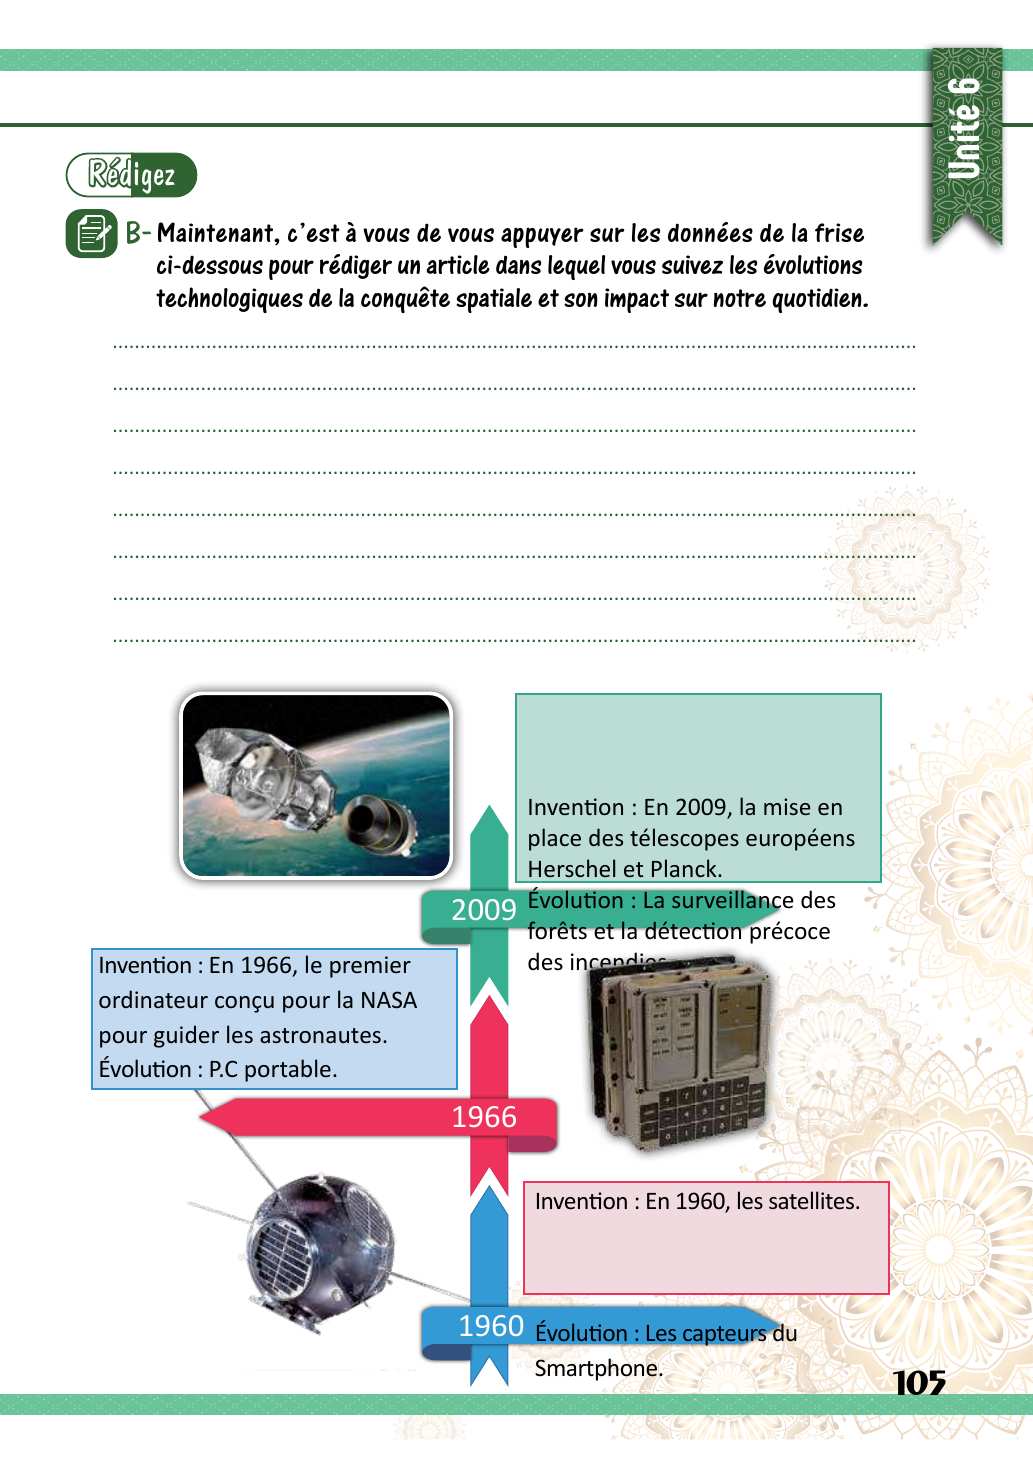 Unité 6
Rédigez
B- Maintenant, c'est à vous de vous appuyer sur les données de la frise
ci-dessous pour rédiger un article dans lequel vous suivez les évolutions
technologiques de la conquête spatiale et son impact sur notre quotidien.
Invention : En 2009, la mise en
place des télescopes européens
Herschel et Planck.
Évolution : La surveillance des
forêts et la détection précoce
des incendies
2009
Invention : En 1966, le premier
ordinateur conçu pour la NASA
pour guider les astronautes.
Évolution : P.C portable.
1966
Invention : En 1960, les satellites.
1960
Évolution : Les capteurs du
Smartphone.
105